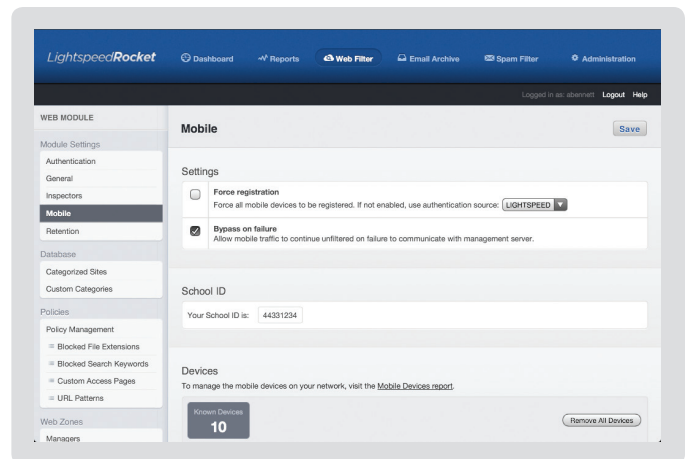 LightspeedRocket
Dashboard
Reports
Web Filter
Email Archive
Spam Filter
Administration
Logged in as: abennett Logout Help
WEB MODULE
Module Settings
Authentication
General
Inspectors
Mobile
Retention
Database
Categorized Sites
Custom Categories
Policies
Policy Management
Blocked File Extensions
Blocked Search Keywords
Custom Access Pages
URL Patterns
Web Zones
Managers
Mobile
Save
Settings
Force registration
Force all mobile devices to be registered. If not enabled, use authentication source: LIGHTSPEED
Bypass on failure
Allow mobile traffic to continue unfiltered on failure to communicate with management server.
School ID
Your School ID is: 44331234
Devices
To manage the mobile devices on your network, visit the Mobile Devices report.
Known Devices
10
Remove All Devices